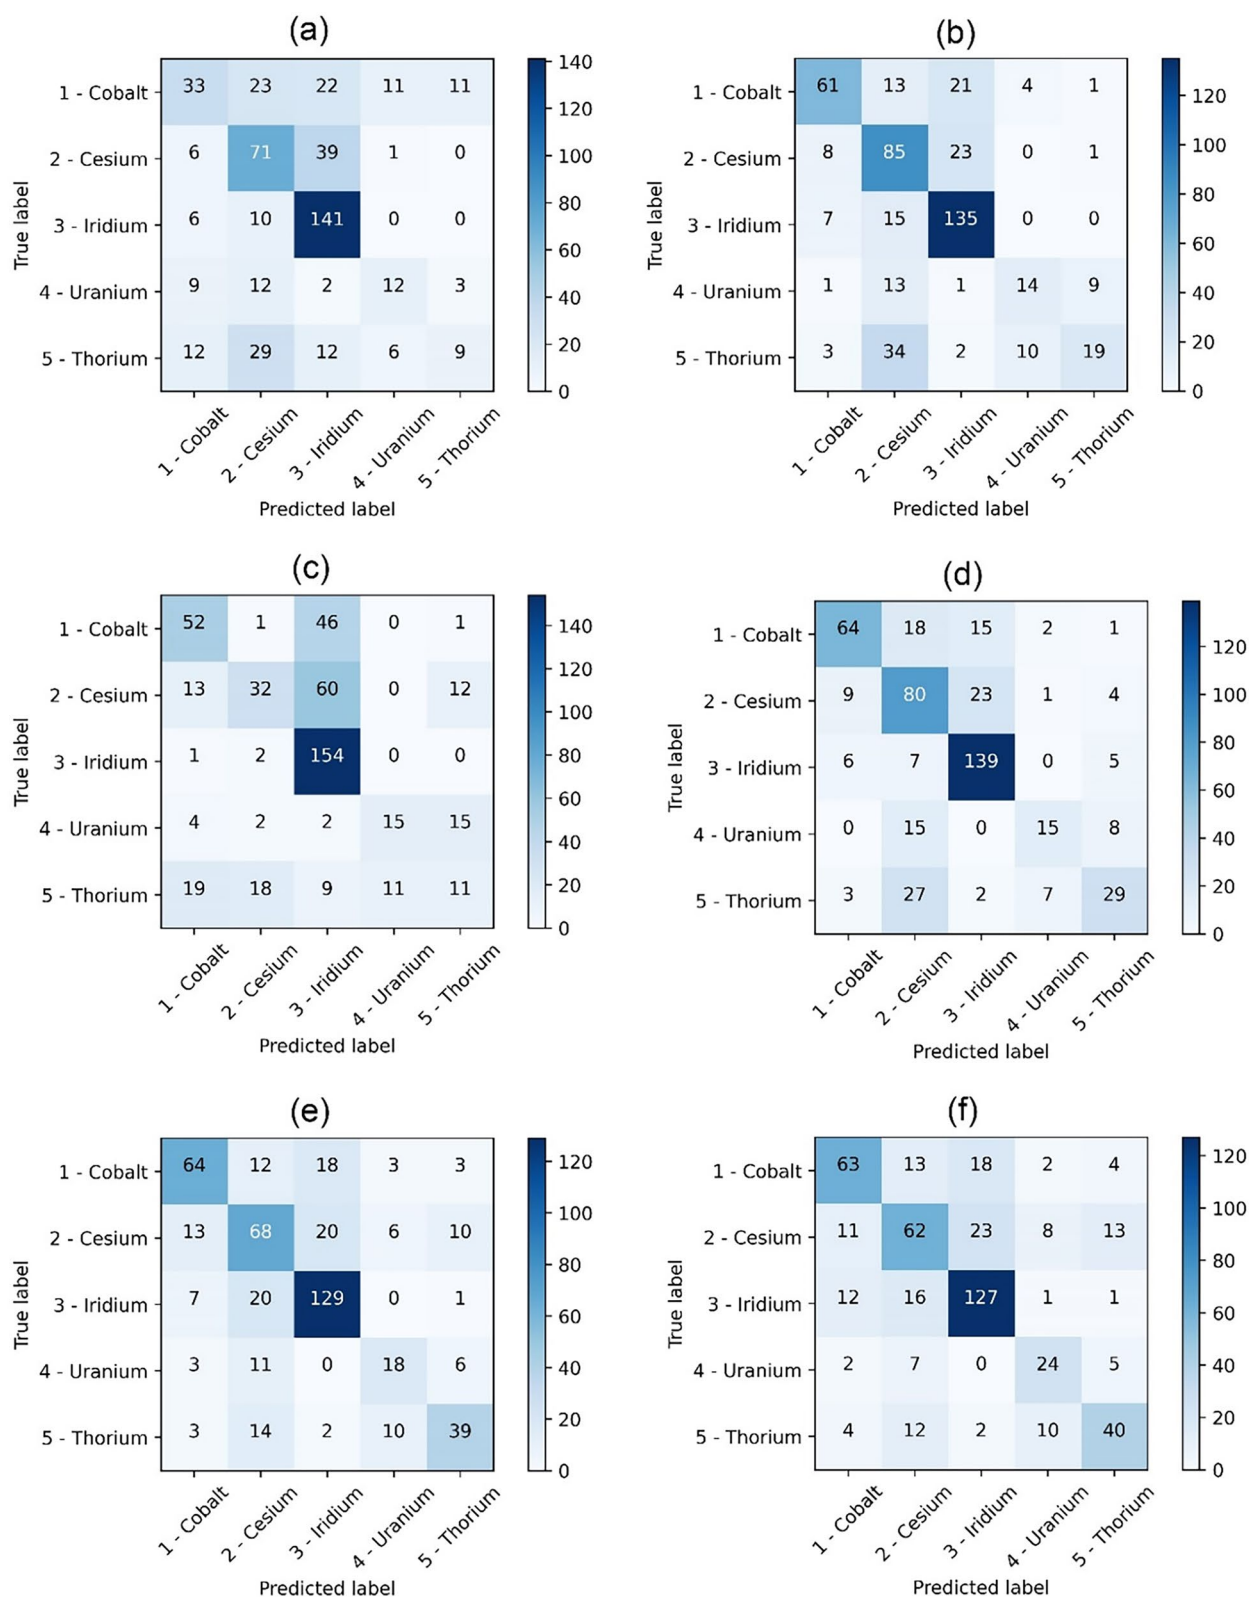 (a)
1 - Cobalt 33 23 22 11 11
2 - Cesium 6 71 39 1 0
3 - Iridium 6 10 141 0 0
4 - Uranium 9 12 2 12 3
5 - Thorium 12 29 12 6 9
True label
1 - Cobalt 2 - Cesium 3 - Iridium 4 - Uranium 5 - Thorium
Predicted label
140
120
100
80
60
40
20
0
(b)
1 - Cobalt 61 13 21 4 1
2 - Cesium 8 85 23 0 1
3 - Iridium 7 15 135 0 0
4 - Uranium 1 13 1 14 9
5 - Thorium 3 34 2 10 19
True label
1 - Cobalt 2 - Cesium 3 - Iridium 4 - Uranium 5 - Thorium
Predicted label
120
100
80
60
40
20
0
(c)
1 - Cobalt 52 1 46 0 1
2 - Cesium 13 32 60 0 12
3 - Iridium 1 2 154 0 0
4 - Uranium 4 2 2 15 15
5 - Thorium 19 18 9 11 11
True label
1 - Cobalt 2 - Cesium 3 - Iridium 4 - Uranium 5 - Thorium
Predicted label
140
120
100
80
60
40
20
0
(d)
1 - Cobalt 64 18 15 2 1
2 - Cesium 9 80 23 1 4
3 - Iridium 6 7 139 0 5
4 - Uranium 0 15 0 15 8
5 - Thorium 3 27 2 7 29
True label
1 - Cobalt 2 - Cesium 3 - Iridium 4 - Uranium 5 - Thorium
Predicted label
120
100
80
60
40
20
0
(e)
1 - Cobalt 64 12 18 3 3
2 - Cesium 13 68 20 6 10
3 - Iridium 7 20 129 0 1
4 - Uranium 3 11 0 18 6
5 - Thorium 3 14 2 10 39
True label
1 - Cobalt 2 - Cesium 3 - Iridium 4 - Uranium 5 - Thorium
Predicted label
120
100
80
60
40
20
0
(f)
1 - Cobalt 63 13 18 2 4
2 - Cesium 11 62 23 8 13
3 - Iridium 12 16 127 1 1
4 - Uranium 2 7 0 24 5
5 - Thorium 4 12 2 10 40
True label
1 - Cobalt 2 - Cesium 3 - Iridium 4 - Uranium 5 - Thorium
Predicted label
120
100
80
60
40
20
0